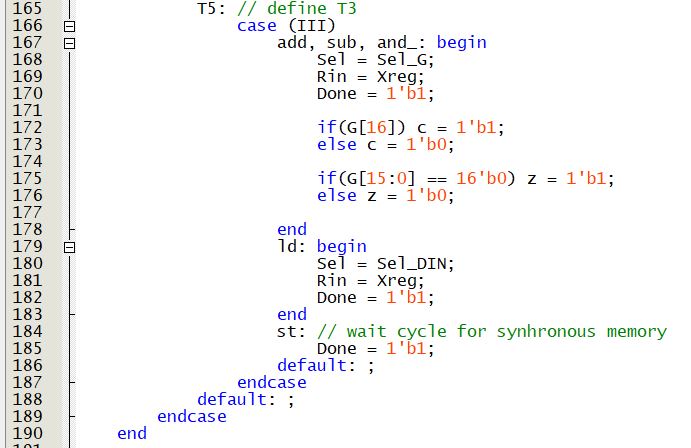 165 T5: // define T3
166 case (III)
167 add, sub, and_: begin
168 Sel = Sel_G;
169 Rin = Xreg;
170 Done = 1'b1;
171
172 if(G[16]) c = 1'b1;
173 else c = 1'b0;
174
175 if(G[15:0] == 16'b0) z = 1'b1;
176 else z = 1'b0;
177
178 end
179 ld: begin
180 Sel = Sel_DIN;
181 Rin = Xreg;
182 Done = 1'b1;
183 end
184 st: // wait cycle for synhronous memory
185 Done = 1'b1;
186 default: ;
187 endcase
188 default: ;
189 endcase
190 end